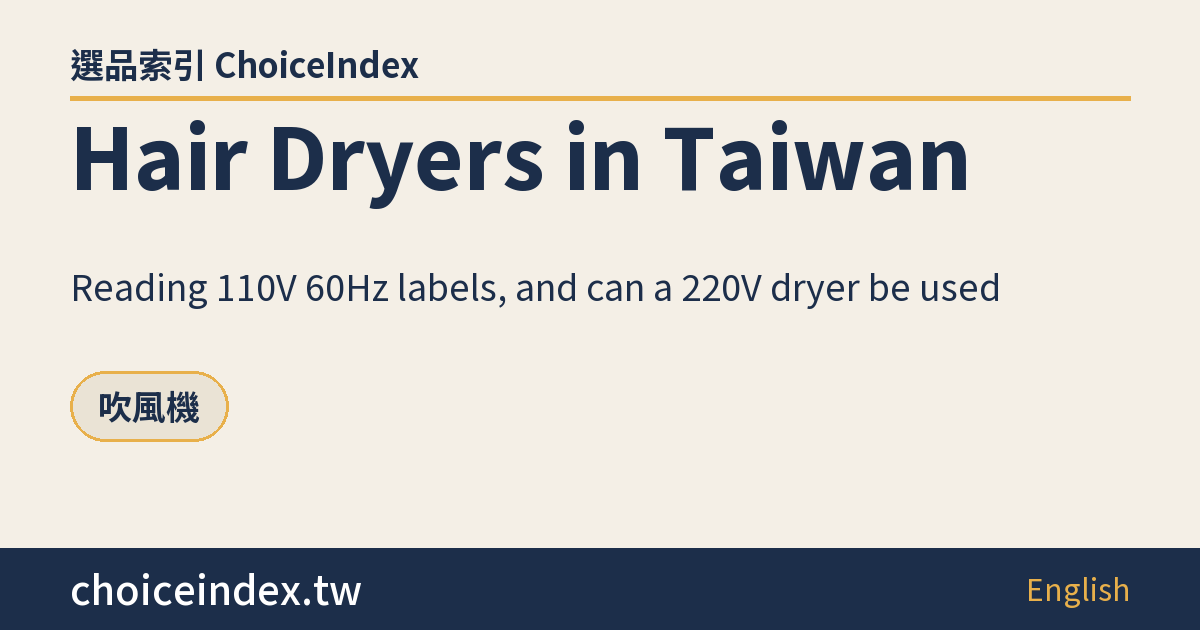 選品索引 ChoiceIndex
Hair Dryers in Taiwan
Reading 110V 60Hz labels, and can a 220V dryer be used
吹風機
choiceindex.tw
English